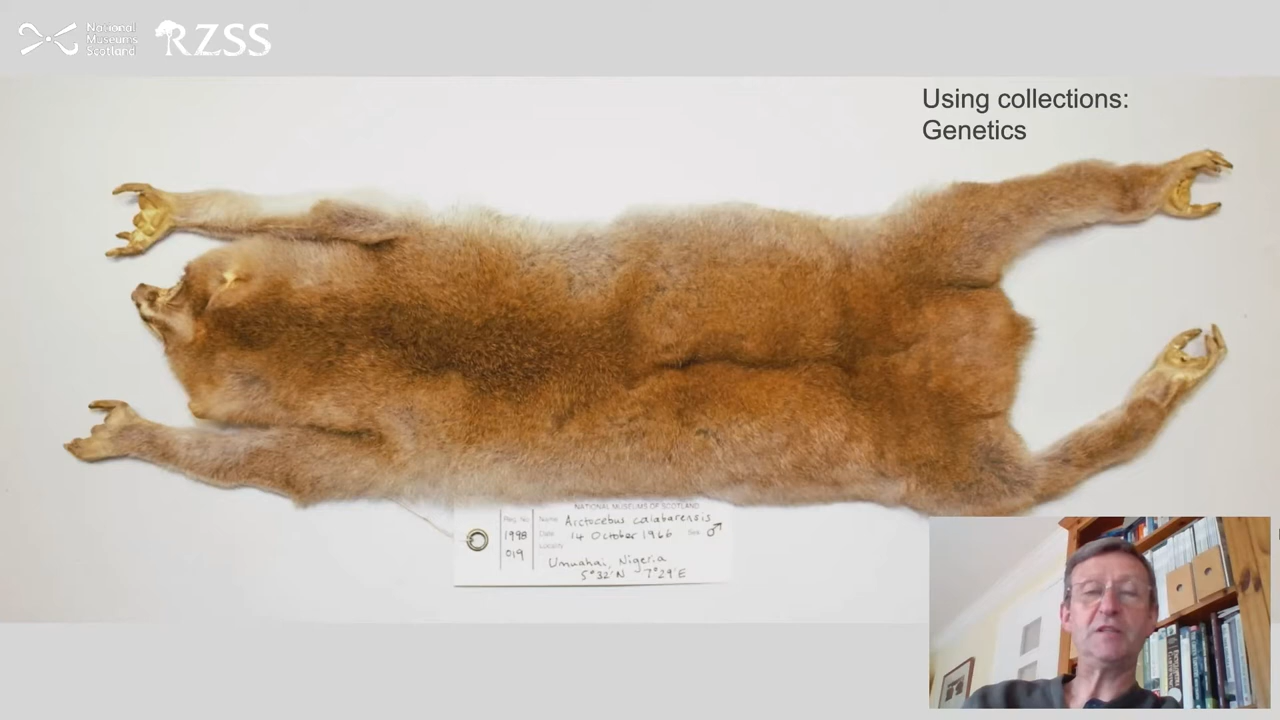 National
Museums
Scotland
RZSS
Using collections:
Genetics
NATIONAL MUSEUMS OF SCOTLAND
Reg. No Name Arctocebus calabarensis
1998 Date 14 October 1966 Sex ♂
019 Locality
Umuahai, Nigeria
5°32'N 7°29'E